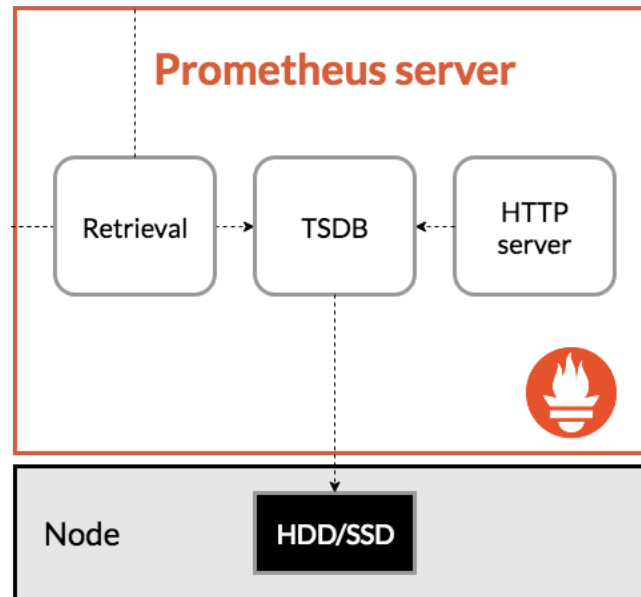 Prometheus server
Retrieval
TSDB
HTTP
server
Node
HDD/SSD